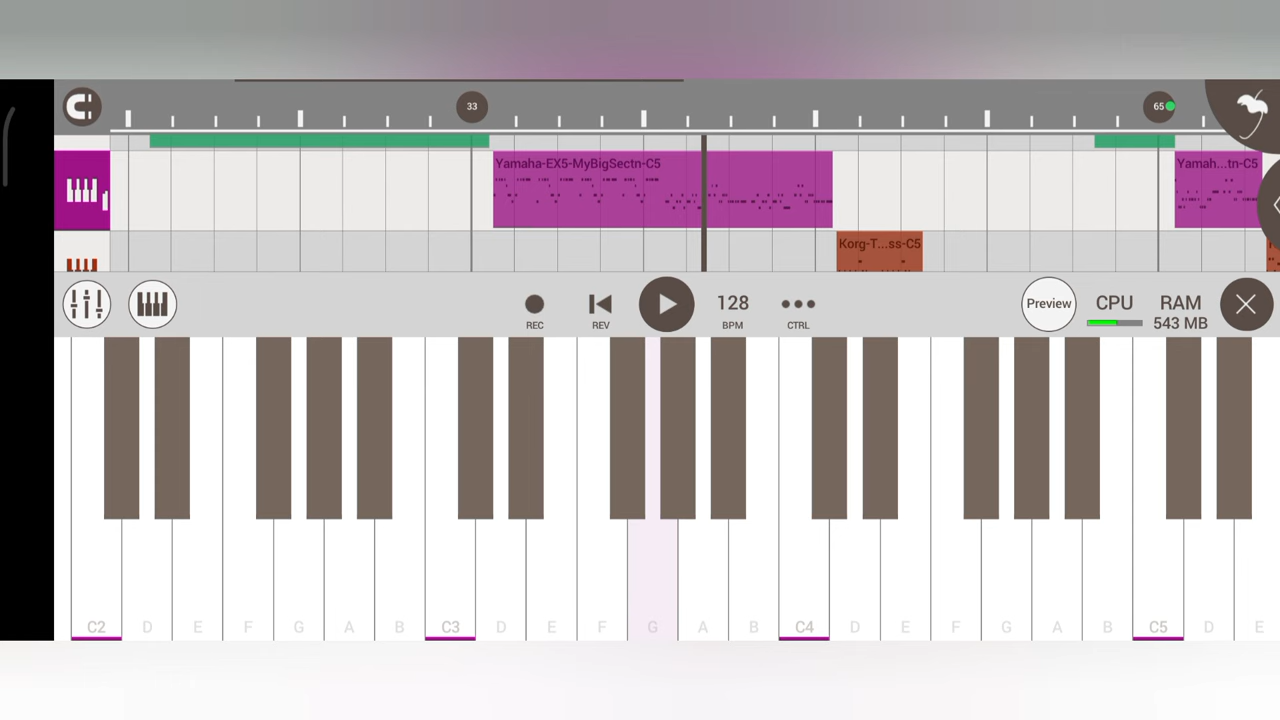 33
65
Yamaha-EX5-MyBigSectn-C5
Yamah...tn-C5
Korg-T...ss-C5
REC
REV
128
BPM
CTRL
Preview
CPU
RAM
543 MB
C2 D E F G A B C3 D E F G A B C4 D E F G A B C5 D E